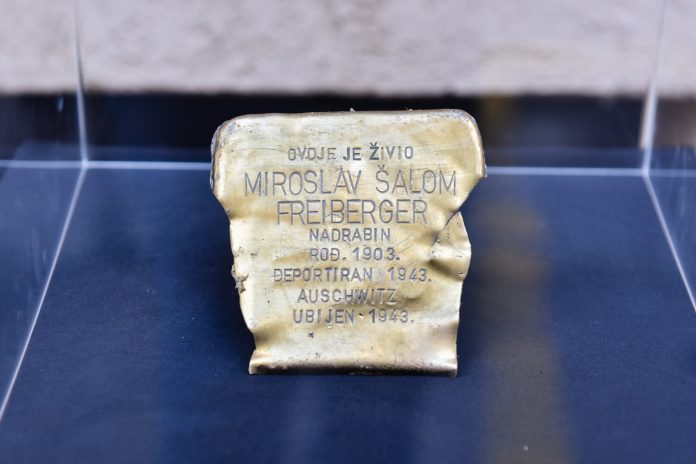 OVDJE JE ŽIVIO
MIROSLAV ŠALOM
FREIBERGER
NADRABIN
ROĐ. 1903.
DEPORTIRAN 1943.
AUSCHWITZ
UBIJEN 1943.